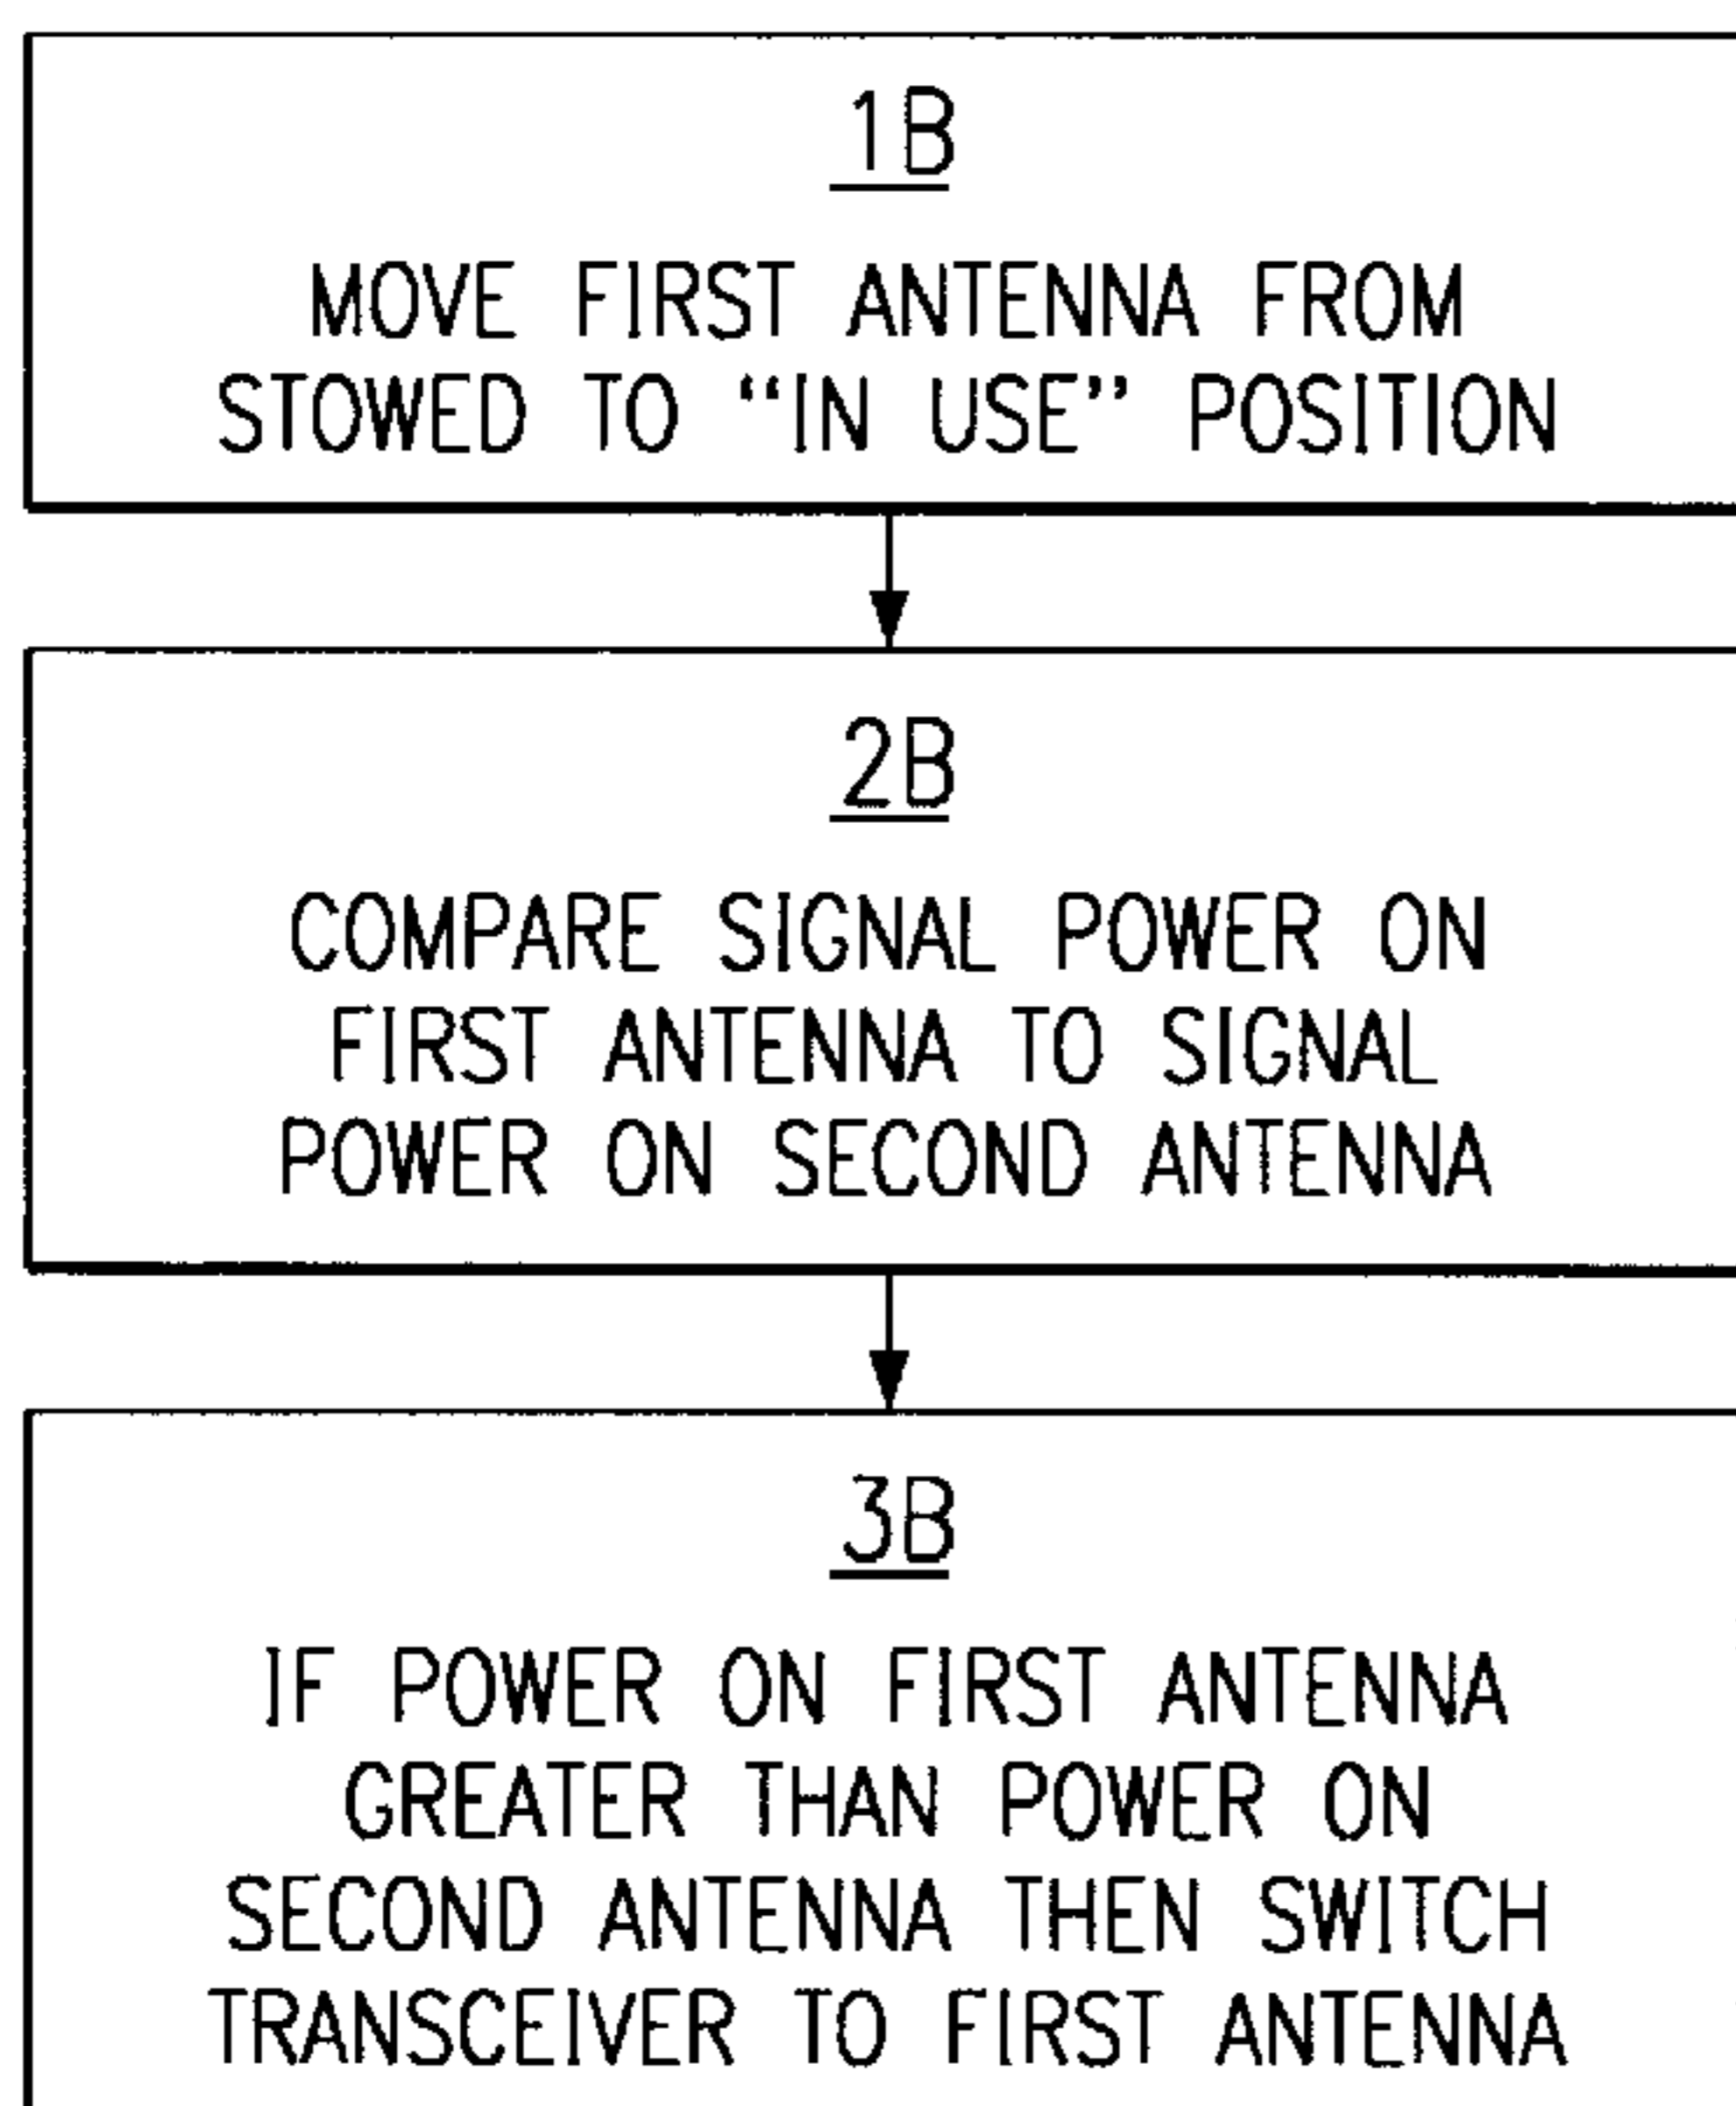 1B
MOVE FIRST ANTENNA FROM
STOWED TO “IN USE” POSITION
2B
COMPARE SIGNAL POWER ON
FIRST ANTENNA TO SIGNAL
POWER ON SECOND ANTENNA
3B
IF POWER ON FIRST ANTENNA
GREATER THAN POWER ON
SECOND ANTENNA THEN SWITCH
TRANSCEIVER TO FIRST ANTENNA